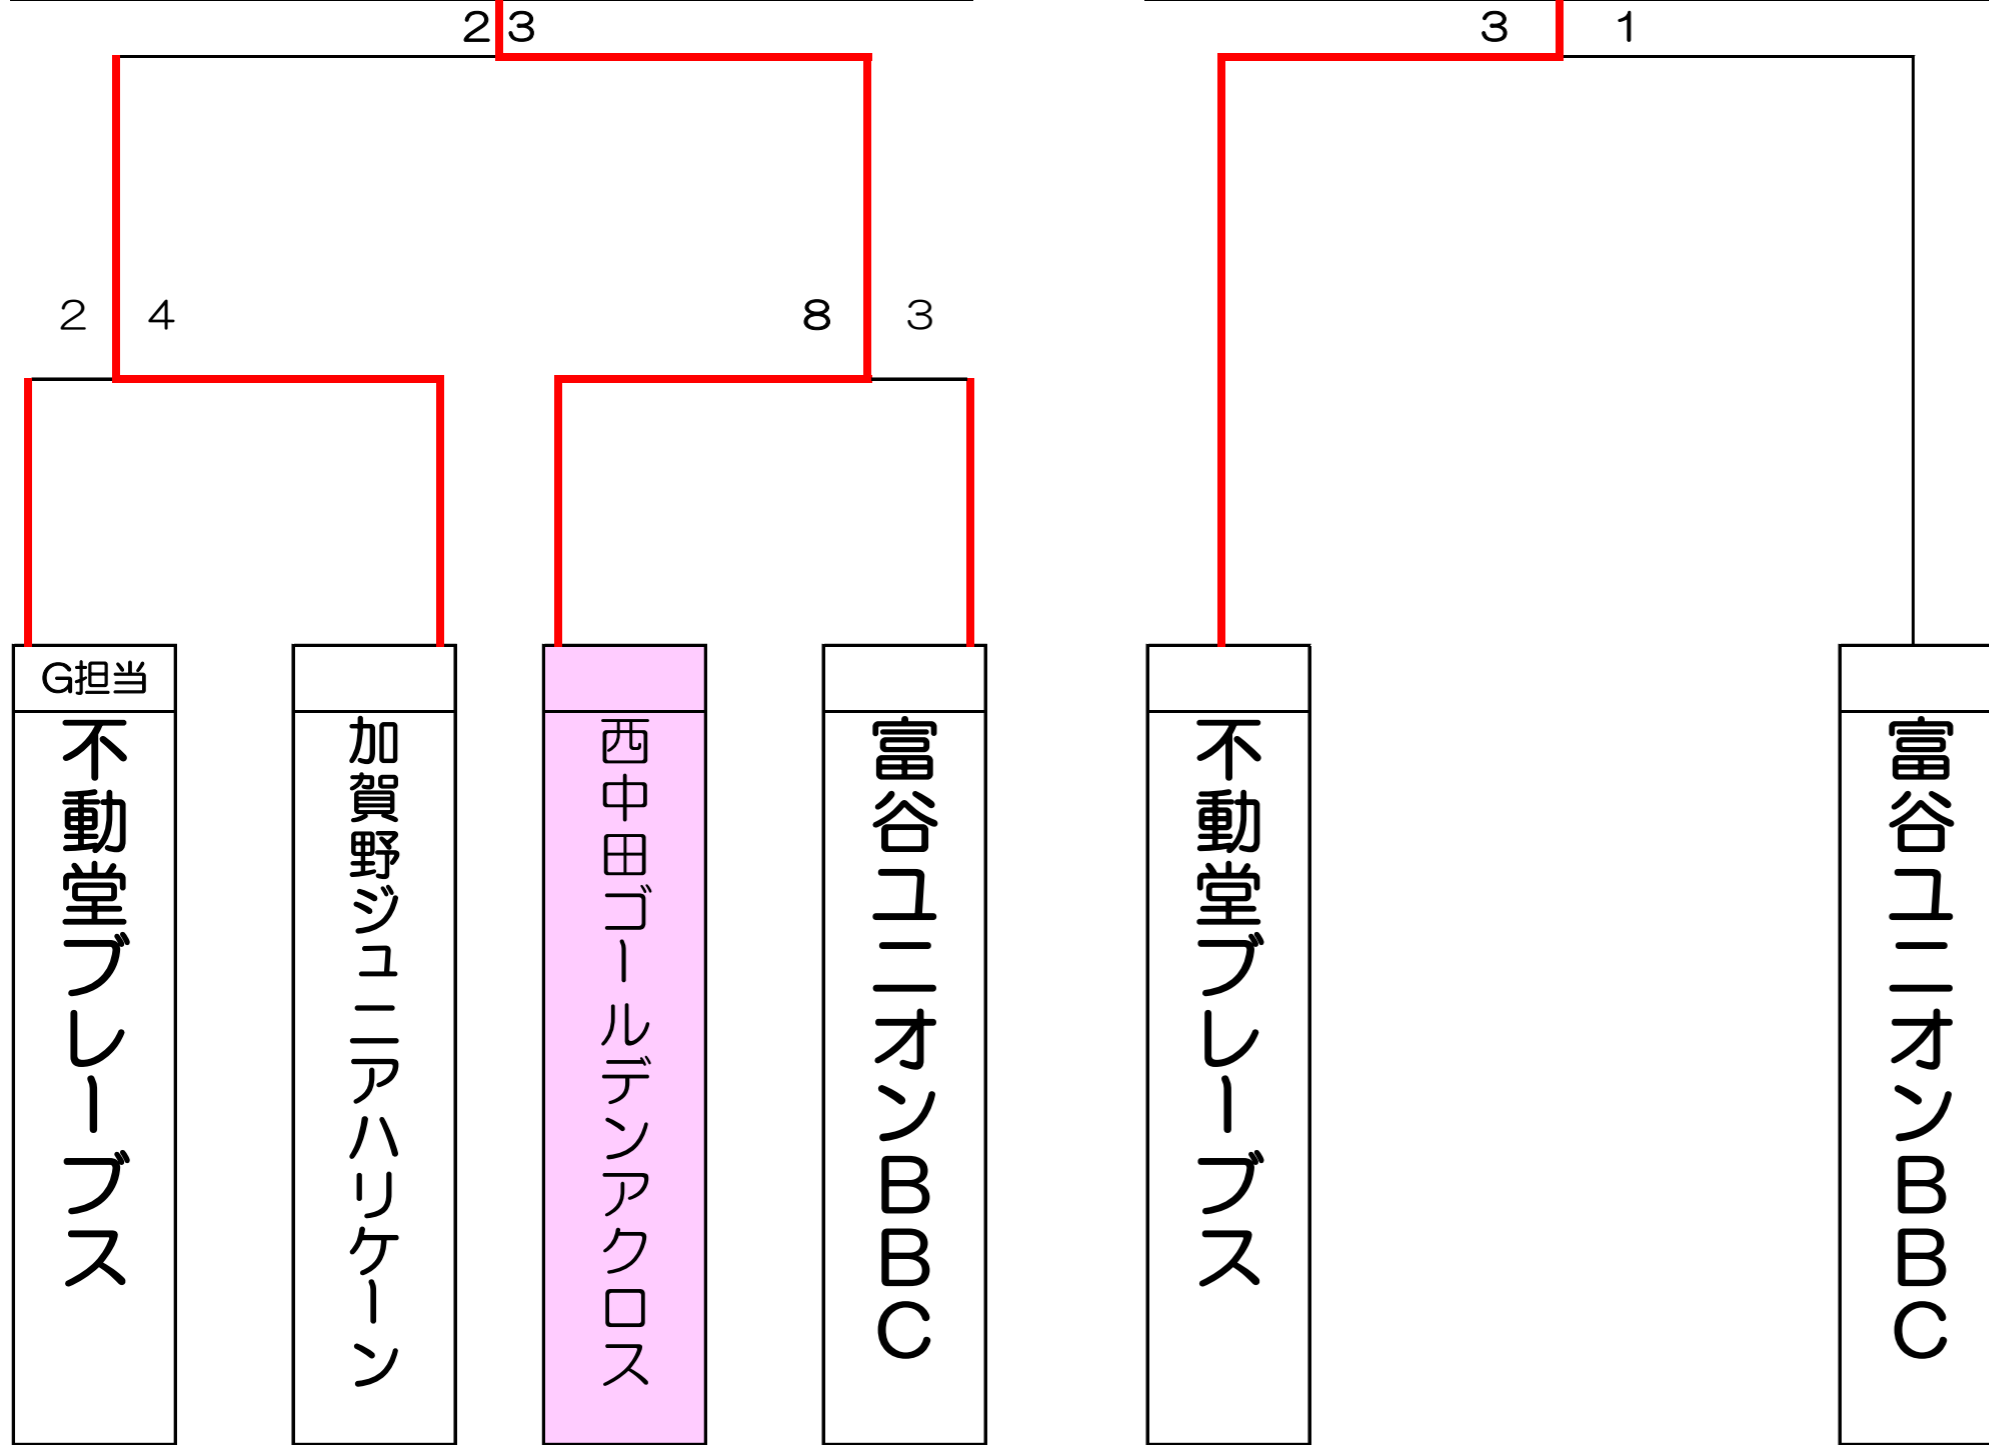 2 3
3 1
2 4
8 3
G担当
不動堂ブレーブス
加賀野ジュニアハリケーン
西中田ゴールデンアクロス
富谷ユニオンBBC
不動堂ブレーブス
富谷ユニオンBBC